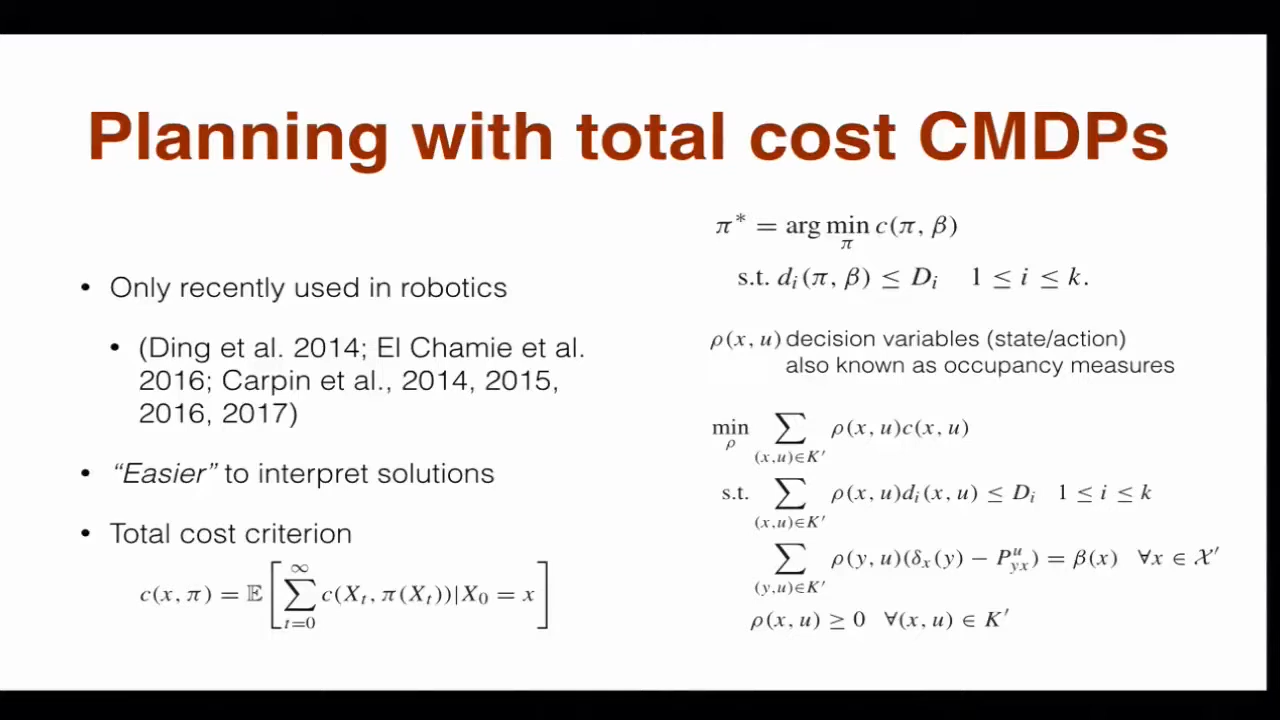 Planning with total cost CMDPs
• Only recently used in robotics
• (Ding et al. 2014; El Chamie et al.
2016; Carpin et al., 2014, 2015,
2016, 2017)
• “Easier” to interpret solutions
• Total cost criterion
c(x, π) = 𝔼 [ ∑_{t=0}^{∞} c(X_t, π(X_t))|X_0 = x ]
π* = arg min_π c(π, β)
s.t. d_i(π, β) ≤ D_i 1 ≤ i ≤ k.
ρ(x, u) decision variables (state/action)
also known as occupancy measures
min_ρ ∑_{(x,u)∈K′} ρ(x, u)c(x, u)
s.t. ∑_{(x,u)∈K′} ρ(x, u)d_i(x, u) ≤ D_i 1 ≤ i ≤ k
∑_{(y,u)∈K′} ρ(y, u)(δ_x(y) − P^u_{yx}) = β(x) ∀x ∈ 𝒳′
ρ(x, u) ≥ 0 ∀(x, u) ∈ K′